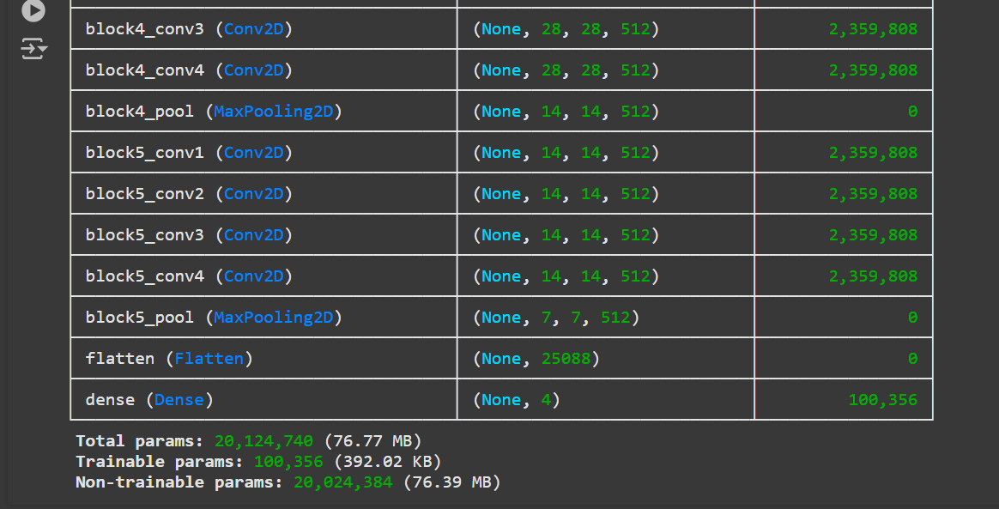 block4_conv3 (Conv2D) (None, 28, 28, 512) 2,359,808
block4_conv4 (Conv2D) (None, 28, 28, 512) 2,359,808
block4_pool (MaxPooling2D) (None, 14, 14, 512) 0
block5_conv1 (Conv2D) (None, 14, 14, 512) 2,359,808
block5_conv2 (Conv2D) (None, 14, 14, 512) 2,359,808
block5_conv3 (Conv2D) (None, 14, 14, 512) 2,359,808
block5_conv4 (Conv2D) (None, 14, 14, 512) 2,359,808
block5_pool (MaxPooling2D) (None, 7, 7, 512) 0
flatten (Flatten) (None, 25088) 0
dense (Dense) (None, 4) 100,356
Total params: 20,124,740 (76.77 MB)
Trainable params: 100,356 (392.02 KB)
Non-trainable params: 20,024,384 (76.39 MB)